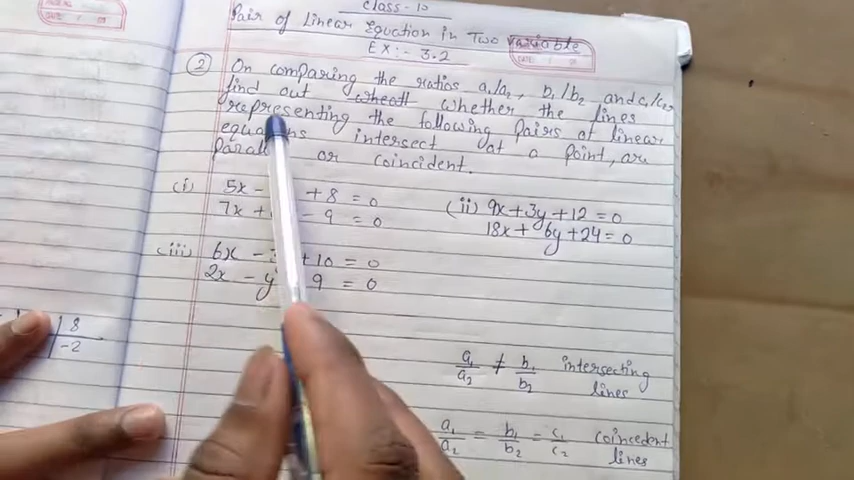 Class-10
Pair of Linear Equation in Two variable
Ex:- 3.2
② On Comparing the ratios a₁/a₂, b₁/b₂ and c₁/c₂
find out wheath whether the lines
representing the following pairs of linear
equations intersect at a point, are
or coincident.
(i) 5x - + 8 = 0
7x + - 9 = 0
(ii) 9x + 3y + 12 = 0
18x + 6y + 24 = 0
(iii) 6x - 3 + 10 = 0
2x - y 9 = 0
a₁/a₂ ≠ b₁/b₂ intersecting
lines
a₁/a₂ = b₁/b₂ = c₁/c₂ coincedent
lines
8
-2